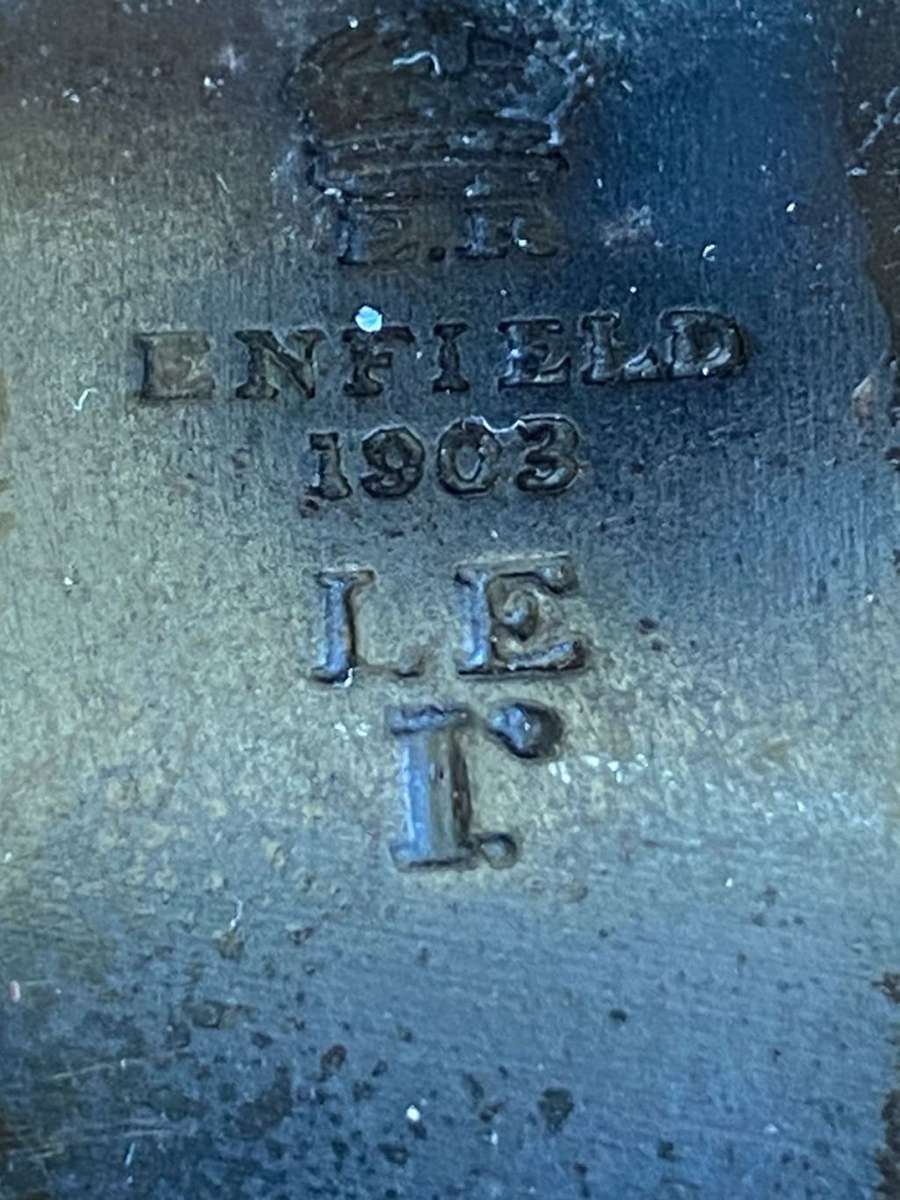 E.R
ENFIELD
1903
L E
I.